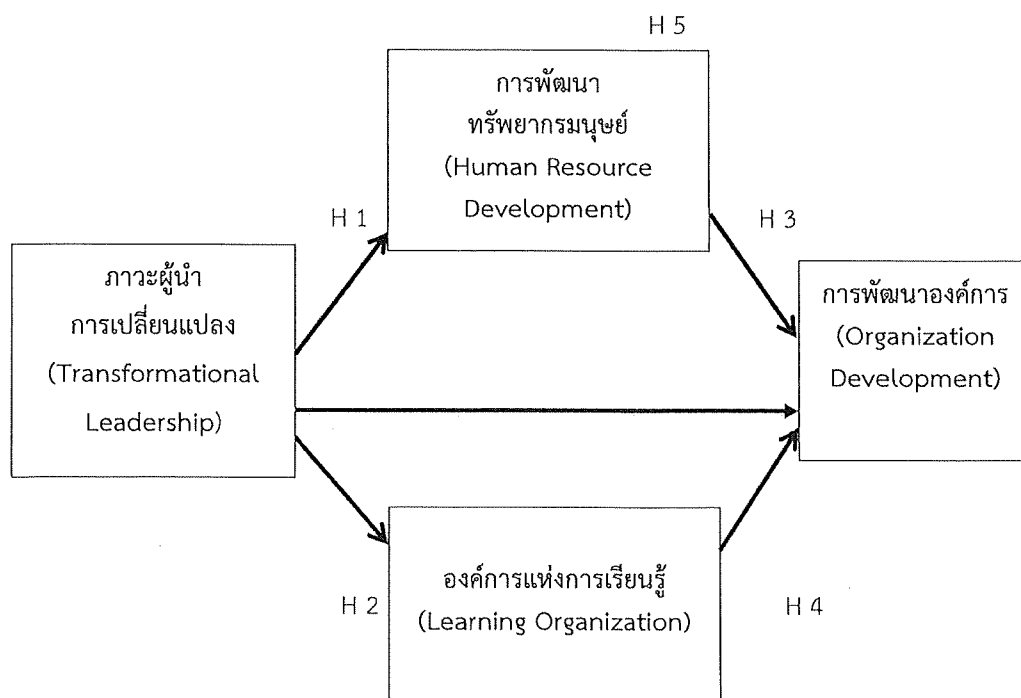 H 5
การพัฒนา
ทรัพยากรมนุษย์
(Human Resource
Development)
H 1
H 3
ภาวะผู้นำ
การเปลี่ยนแปลง
(Transformational
Leadership)
การพัฒนาองค์การ
(Organization
Development)
องค์การแห่งการเรียนรู้
(Learning Organization)
H 2
H 4